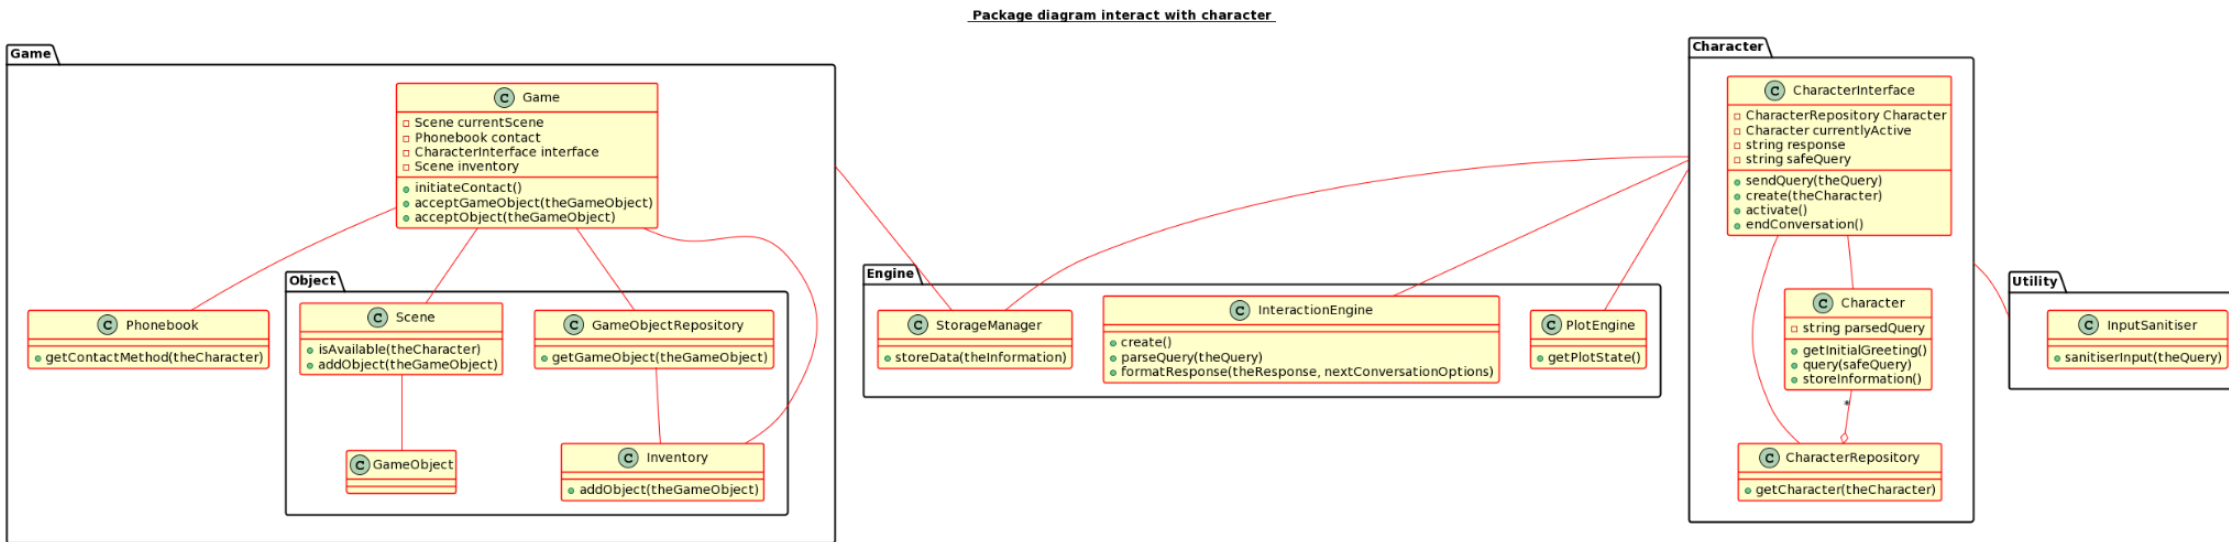 Package diagram interact with character
Game
C Game
Scene currentScene
Phonebook contact
CharacterInterface interface
Scene inventory
initiateContact()
acceptGameObject(theGameObject)
acceptObject(theGameObject)
C Phonebook
getContactMethod(theCharacter)
Object
C Scene
isAvailable(theCharacter)
addObject(theGameObject)
C GameObjectRepository
getGameObject(theGameObject)
C GameObject
C Inventory
addObject(theGameObject)
Engine
C StorageManager
storeData(theInformation)
C InteractionEngine
create()
parseQuery(theQuery)
formatResponse(theResponse, nextConversationOptions)
C PlotEngine
getPlotState()
Character
C CharacterInterface
CharacterRepository Character
Character currentlyActive
string response
string safeQuery
sendQuery(theQuery)
create(theCharacter)
activate()
endConversation()
C Character
string parsedQuery
getInitialGreeting()
query(safeQuery)
storeInformation()
*
C CharacterRepository
getCharacter(theCharacter)
Utility
C InputSanitiser
sanitiserInput(theQuery)